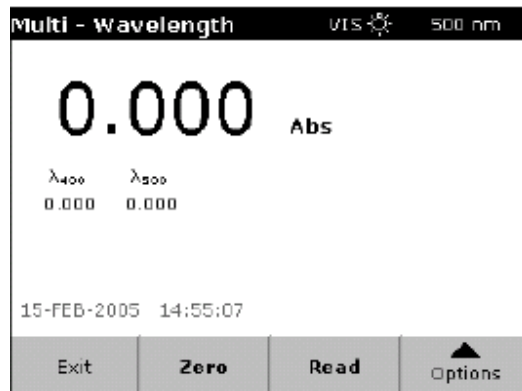 Multi - Wavelength VIS 500 nm
0.000 Abs
λ400 λ500
0.000 0.000
15-FEB-2005 14:55:07
Exit Zero Read Options